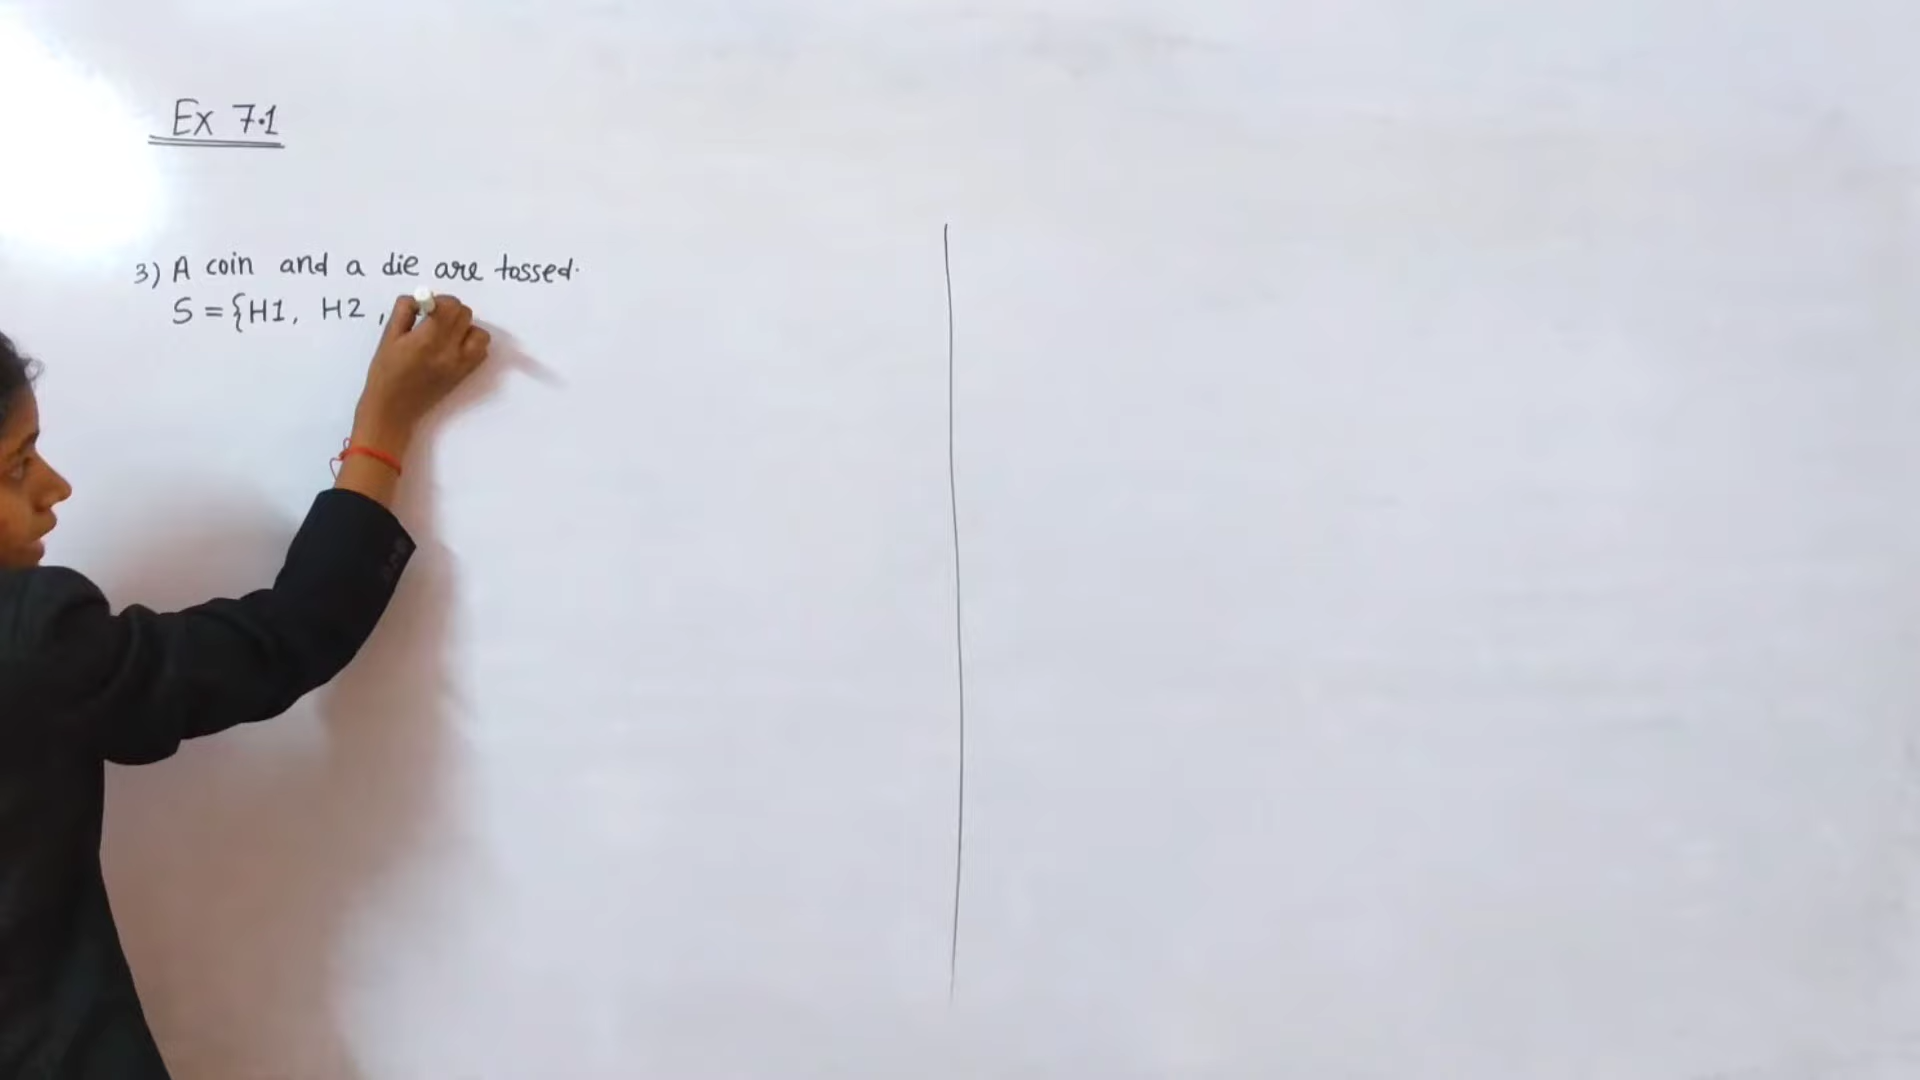 Ex 7.1
3) A coin and a die are tossed.
S = {H1, H2,